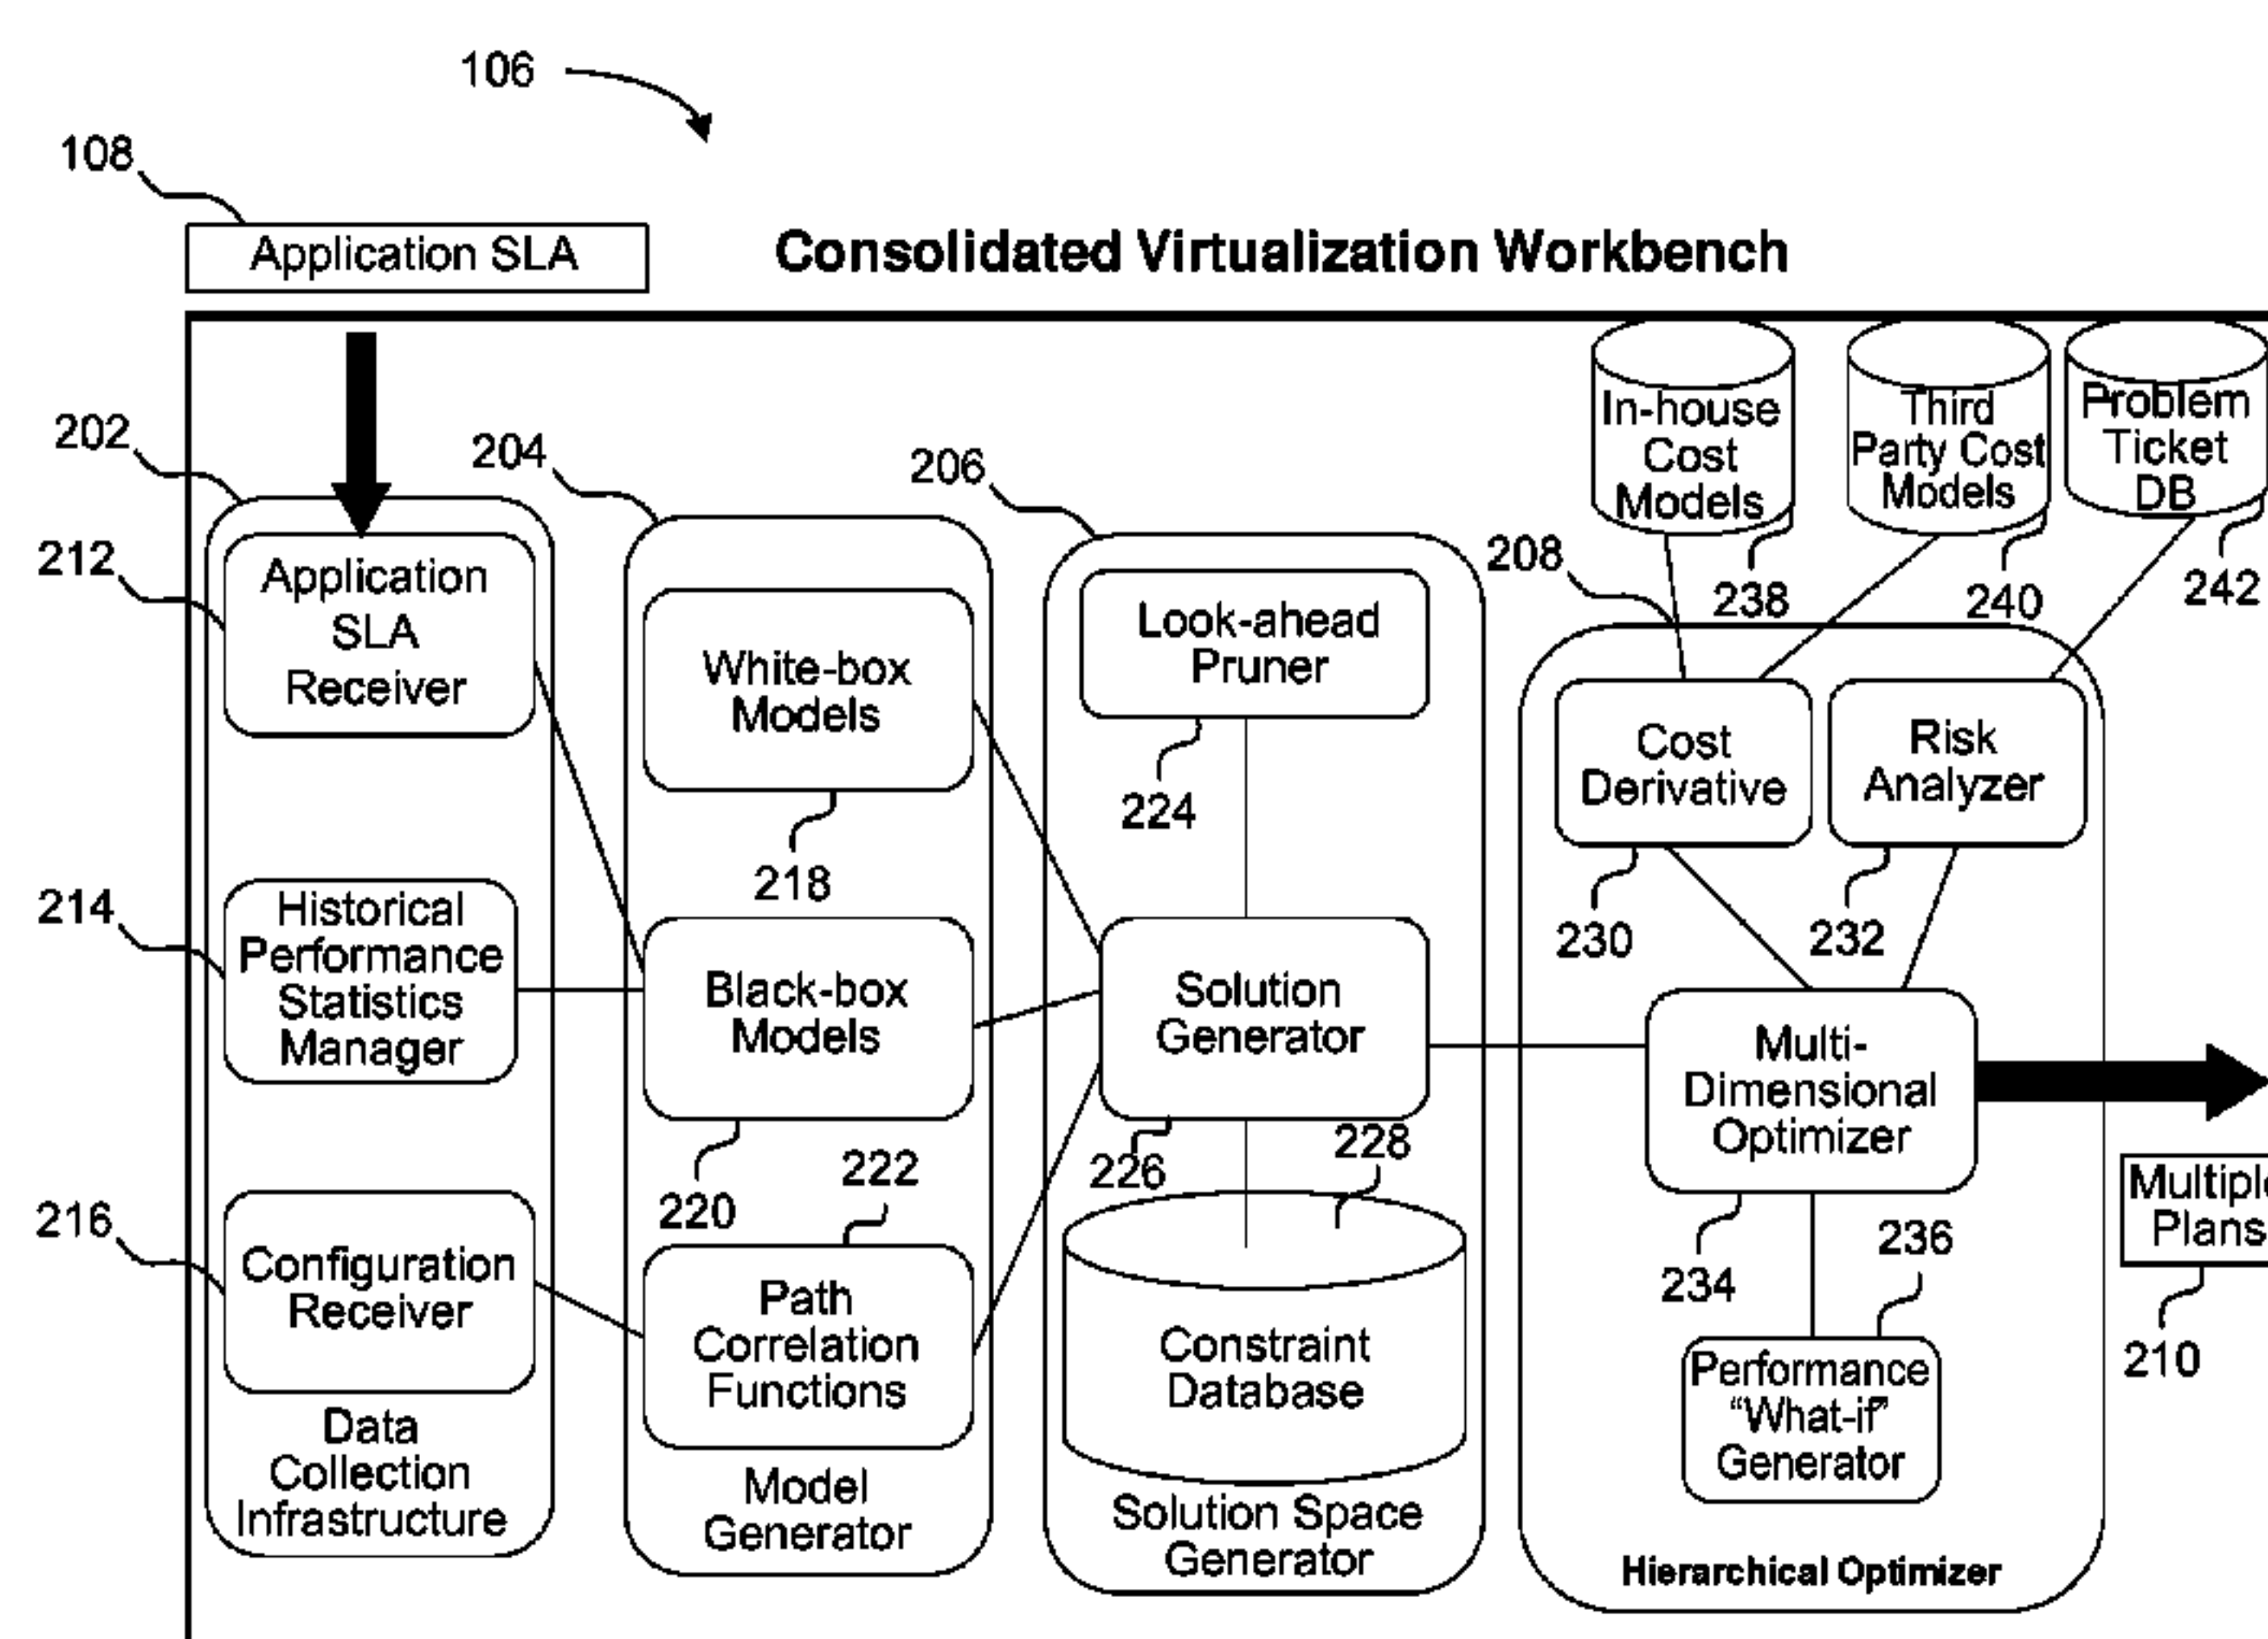 106
108
Application SLA
Consolidated Virtualization Workbench
In-house
Cost
Models
Third
Party Cost
Models
Problem
Ticket
DB
202
204
206
208
238
240
242
212
Application
SLA
Receiver
White-box
Models
218
Look-ahead
Pruner
224
Cost
Derivative
230
Risk
Analyzer
232
214
Historical
Performance
Statistics
Manager
Black-box
Models
220
Solution
Generator
226
228
Multi-
Dimensional
Optimizer
234
236
Multiple
Plans
210
216
Configuration
Receiver
222
Path
Correlation
Functions
Constraint
Database
Performance
“What-if”
Generator
Data
Collection
Infrastructure
Model
Generator
Solution Space
Generator
Hierarchical Optimizer